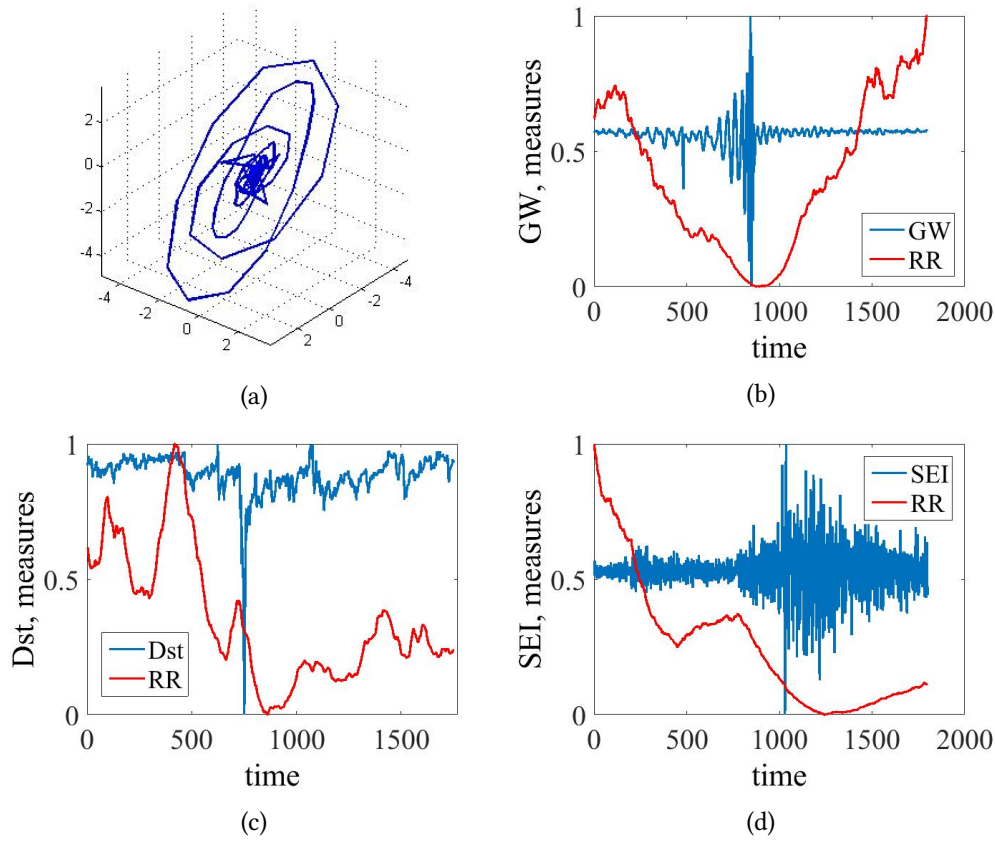 2
0
-2
-4
-4
-2
0
2
2
0
-2
-4
(a)
GW, measures
1
0.5
0
0 500 1000 1500 2000
time
GW
RR
(b)
Dst, measures
1
0.5
0
0 500 1000 1500
time
Dst
RR
(c)
SEI, measures
1
0.5
0
0 500 1000 1500 2000
time
SEI
RR
(d)